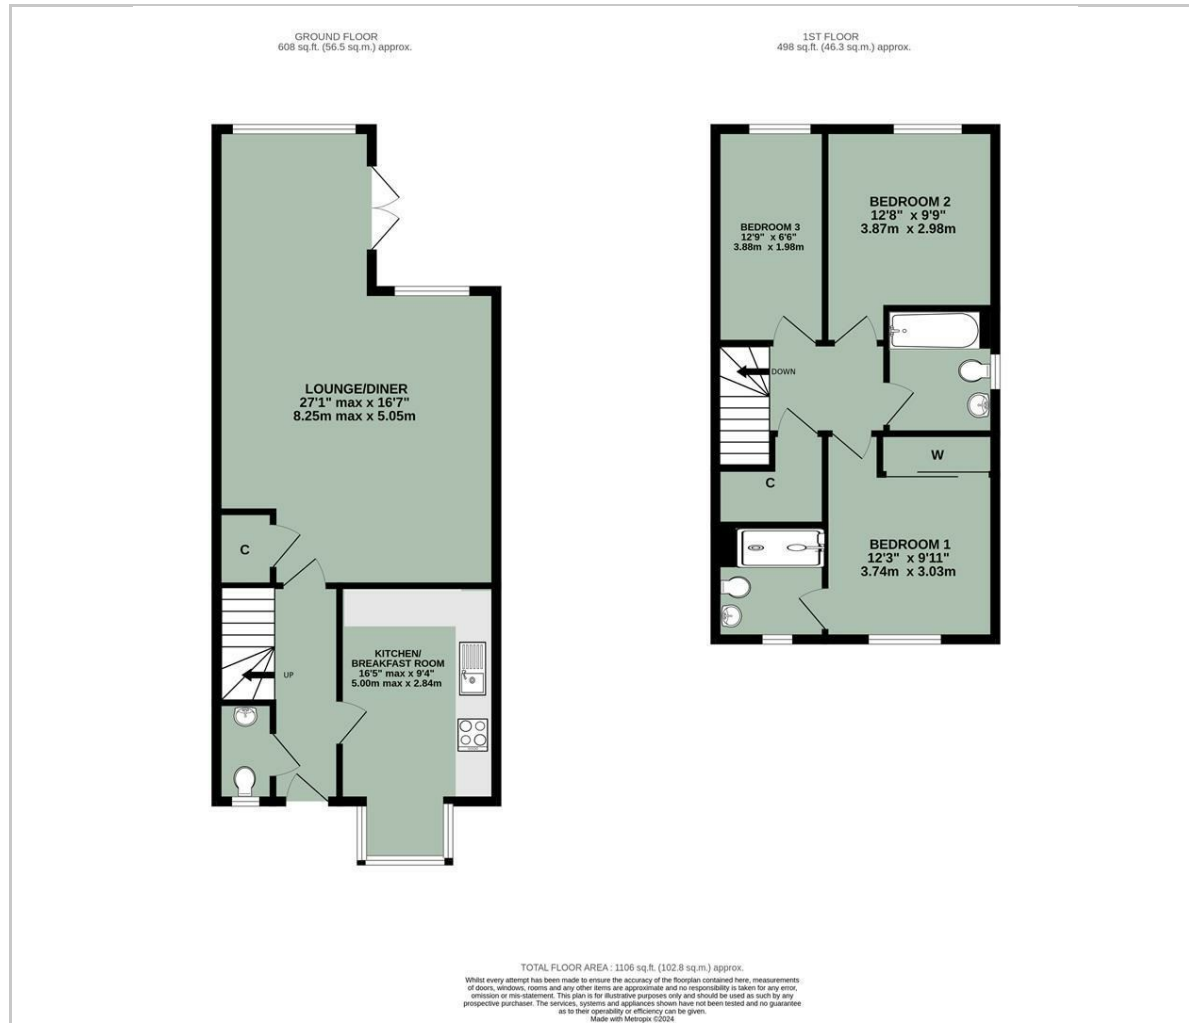 GROUND FLOOR
608 sq.ft. (56.5 sq.m.) approx.
LOUNGE/DINER
27'1" max x 16'7"
8.25m max x 5.05m
C
UP
KITCHEN/
BREAKFAST ROOM
16'5" max x 9'4"
5.00m max x 2.84m
1ST FLOOR
498 sq.ft. (46.3 sq.m.) approx.
BEDROOM 3
12'9" x 6'6"
3.88m x 1.98m
BEDROOM 2
12'8" x 9'9"
3.87m x 2.98m
DOWN
W
C
BEDROOM 1
12'3" x 9'11"
3.74m x 3.03m
TOTAL FLOOR AREA : 1106 sq.ft. (102.8 sq.m.) approx.
Whilst every attempt has been made to ensure the accuracy of the floorplan contained here, measurements
of doors, windows, rooms and any other items are approximate and no responsibility is taken for any error,
omission or mis-statement. This plan is for illustrative purposes only and should be used as such by any
prospective purchaser. The services, systems and appliances shown have not been tested and no guarantee
as to their operability or efficiency can be given.
Made with Metropix ©2024